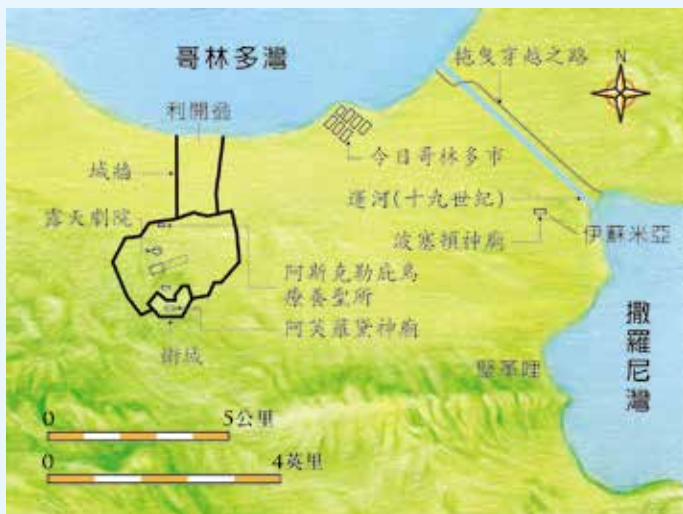 哥林多灣
利開翁
城牆
露天劇院
衛城
阿斯克勒庇烏
療養聖所
阿芙羅黛神廟
今日哥林多市
拖曳穿越之路
N
運河(十九世紀)
波塞頓神廟
伊蘇米亞
撒羅尼灣
堅革哩
0 5公里
0 4英里